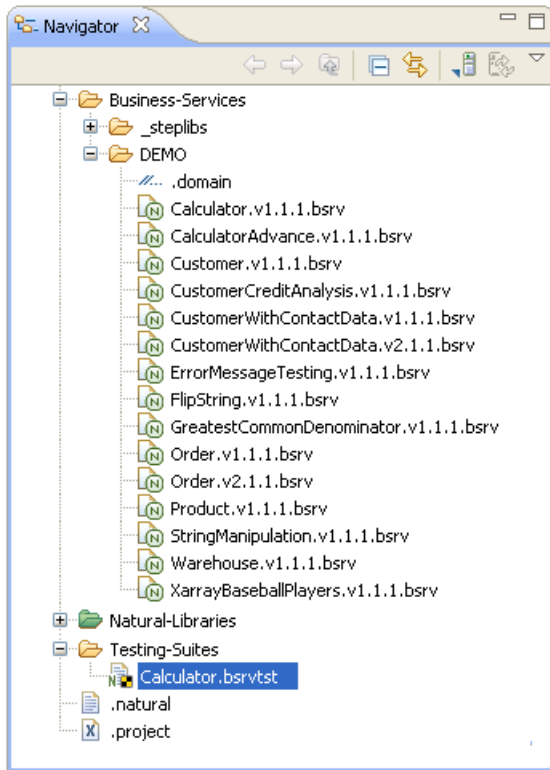 Navigator
Business-Services
_steplibs
DEMO
.domain
Calculator.v1.1.1.bsrv
CalculatorAdvance.v1.1.1.bsrv
Customer.v1.1.1.bsrv
CustomerCreditAnalysis.v1.1.1.bsrv
CustomerWithContactData.v1.1.1.bsrv
CustomerWithContactData.v2.1.1.bsrv
ErrorMessageTesting.v1.1.1.bsrv
FlipString.v1.1.1.bsrv
GreatestCommonDenominator.v1.1.1.bsrv
Order.v1.1.1.bsrv
Order.v2.1.1.bsrv
Product.v1.1.1.bsrv
StringManipulation.v1.1.1.bsrv
Warehouse.v1.1.1.bsrv
XarrayBaseballPlayers.v1.1.1.bsrv
Natural-Libraries
Testing-Suites
Calculator.bsrvtst
.natural
.project